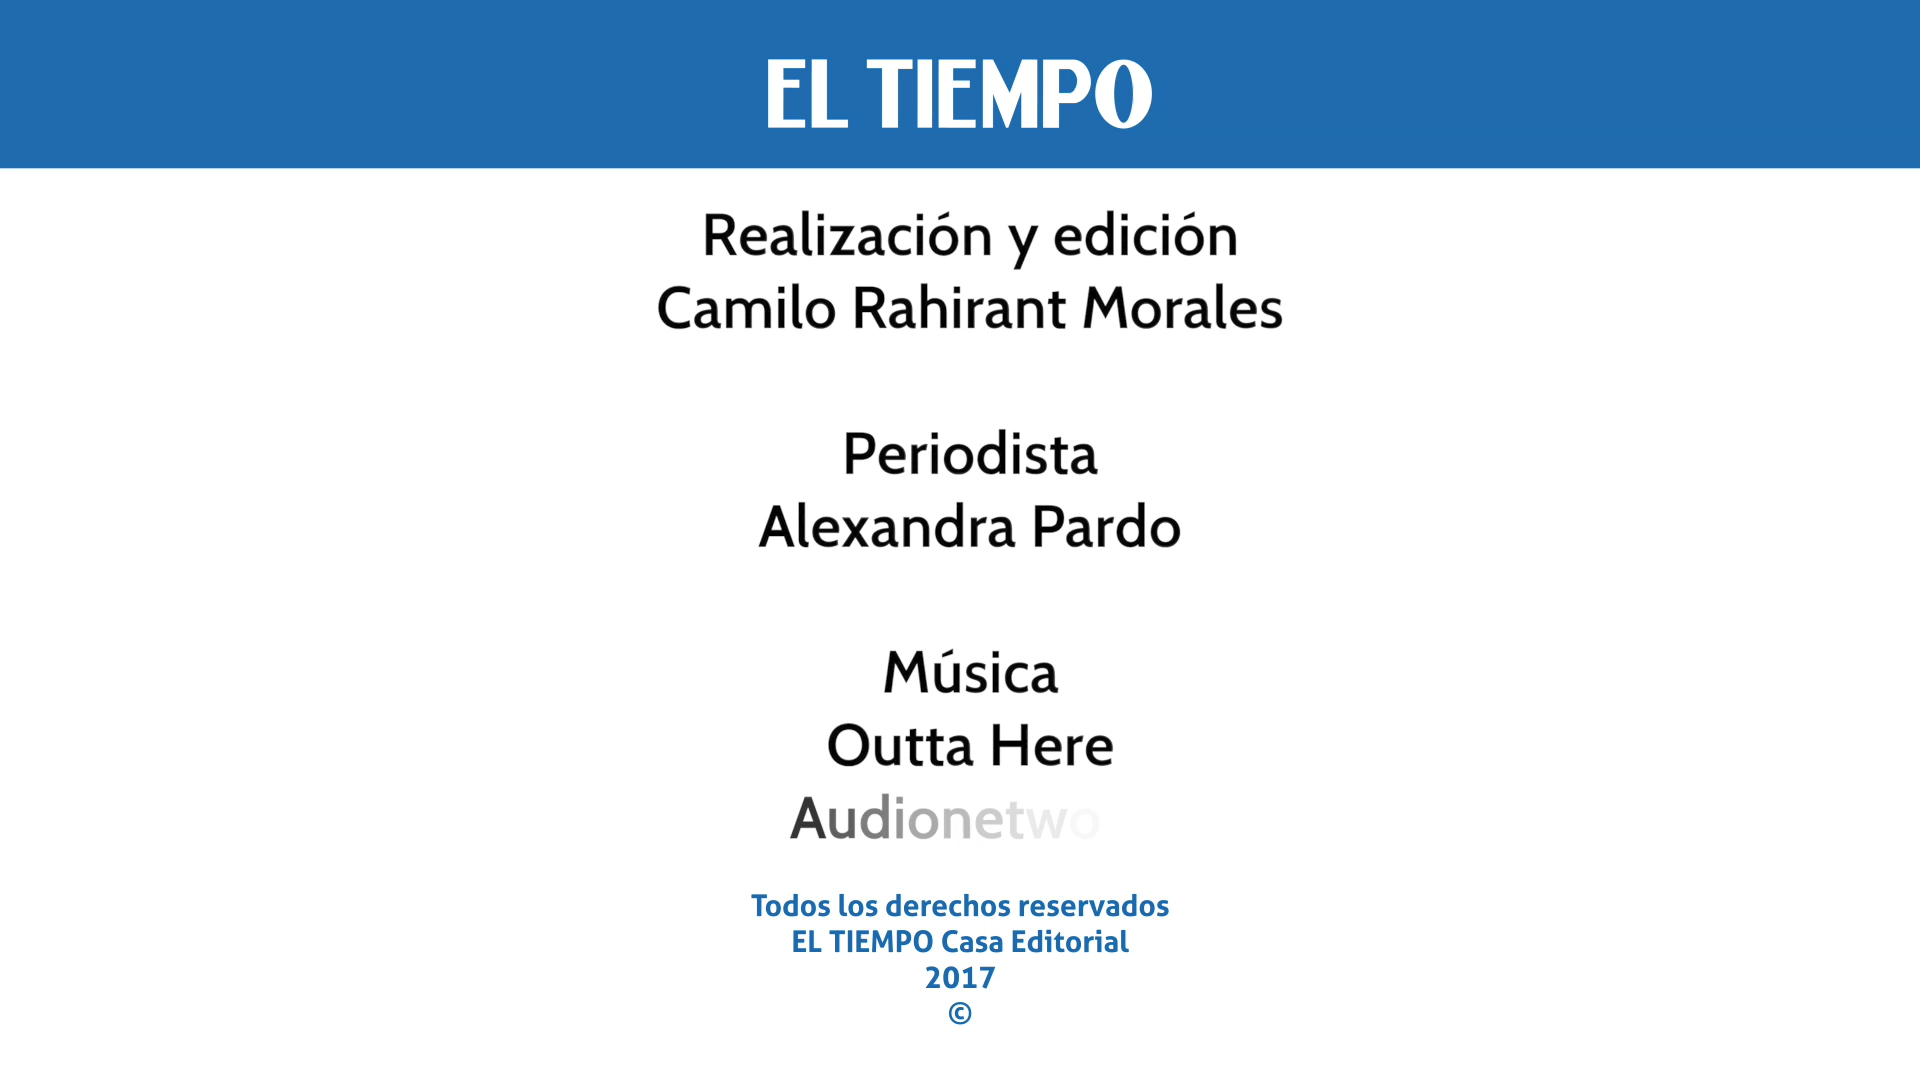 EL TIEMPO
Realización y edición
Camilo Rahirant Morales
Periodista
Alexandra Pardo
Música
Outta Here
Audionetwo
Todos los derechos reservados
EL TIEMPO Casa Editorial
2017
©